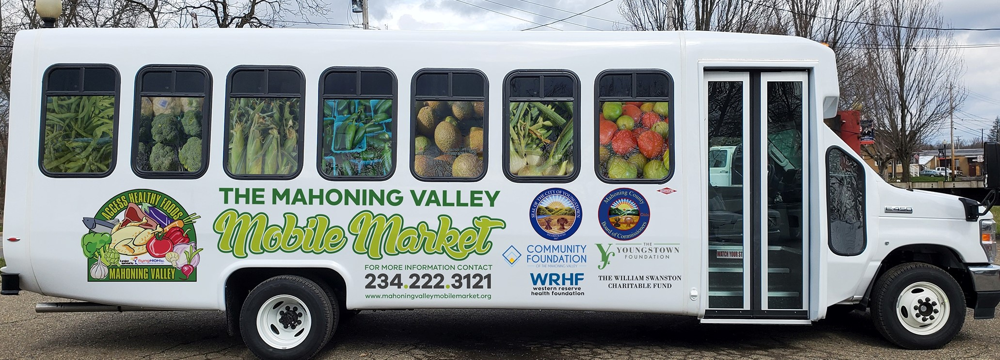 ACCESS HEALTHY FOODS
A project
operated by flyingHIGH Inc.
MAHONING VALLEY
THE MAHONING VALLEY
Mobile Market
FOR MORE INFORMATION CONTACT
234.222.3121
www.mahoningvalleymobilemarket.org
SEAL OF THE CITY OF YOUNGSTOWN
INCORPORATED
1867
Mahoning County
Ohio
Board of Commissioners
DIAMOND
COMMUNITY
FOUNDATION
OF THE MAHONING VALLEY
THE
YOUNGSTOWN
FOUNDATION
WRHF
western reserve
health foundation
THE WILLIAM SWANSTON
CHARITABLE FUND
WATCH YOUR ST
E-450